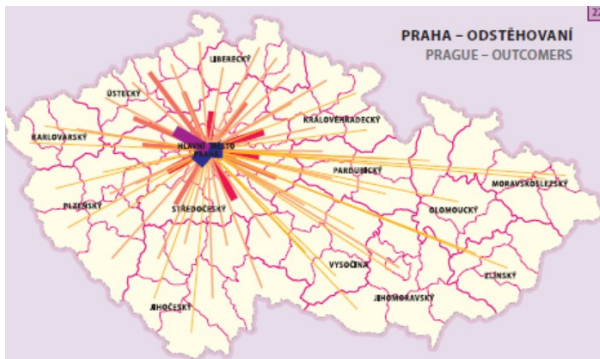 22
PRAHA – ODSTĚHOVANÍ
PRAGUE – OUTCOMERS
LIBERECKÝ
ÚSTECKÝ
KRÁLOVÉHRADECKÝ
KARLOVARSKÝ
HLAVNÍ MĚSTO
PRAHA
PARDUBICKÝ
MORAVSKOSLEZSKÝ
PLZEŇSKÝ
STŘEDOČESKÝ
OLOMOUCKÝ
VYSOČINA
ZLÍNSKÝ
JIHOČESKÝ
JIHOMORAVSKÝ